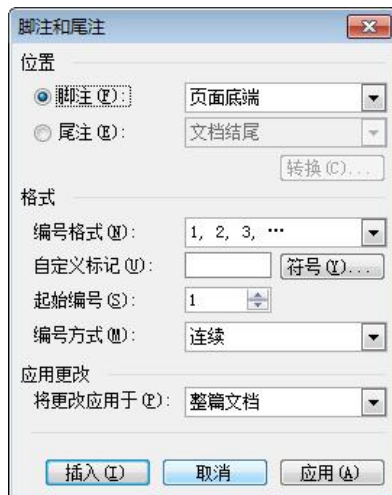 脚注和尾注
位置
脚注(F): 页面底端
尾注(E): 文档结尾
转换(C)...
格式
编号格式(N): 1, 2, 3, …
自定义标记(U): 符号(Y)...
起始编号(S): 1
编号方式(M): 连续
应用更改
将更改应用于(P): 整篇文档
插入(I) 取消 应用(A)